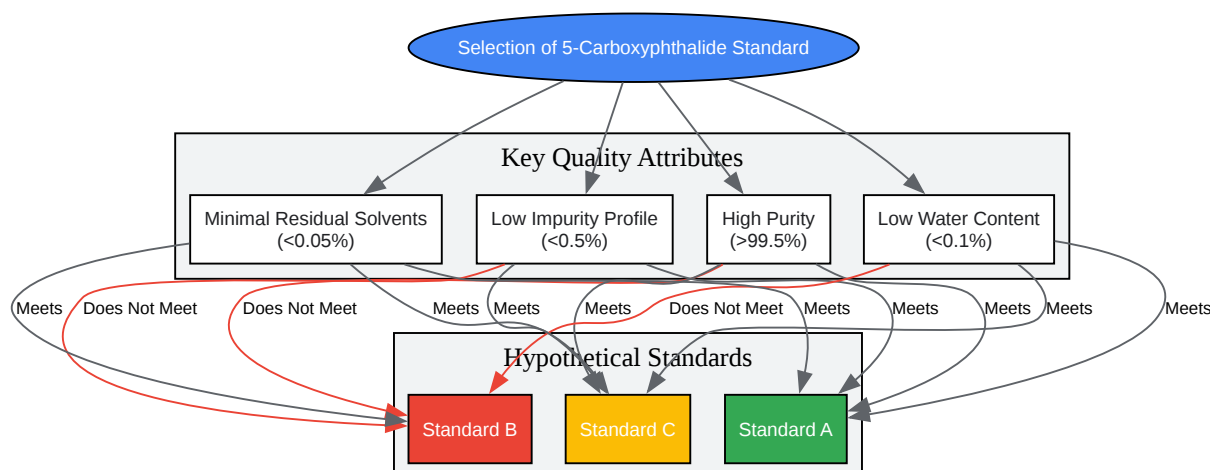 Selection of 5-Carboxyphthalide Standard
Key Quality Attributes
Minimal Residual Solvents
(<0.05%)
Low Impurity Profile
(<0.5%)
High Purity
(>99.5%)
Low Water Content
(<0.1%)
Meets
Does Not Meet
Does Not Meet
Meets
Meets
Meets
Does Not Meet
Meets
Meets
Meets
Meets
Meets
Hypothetical Standards
Standard B
Standard C
Standard A